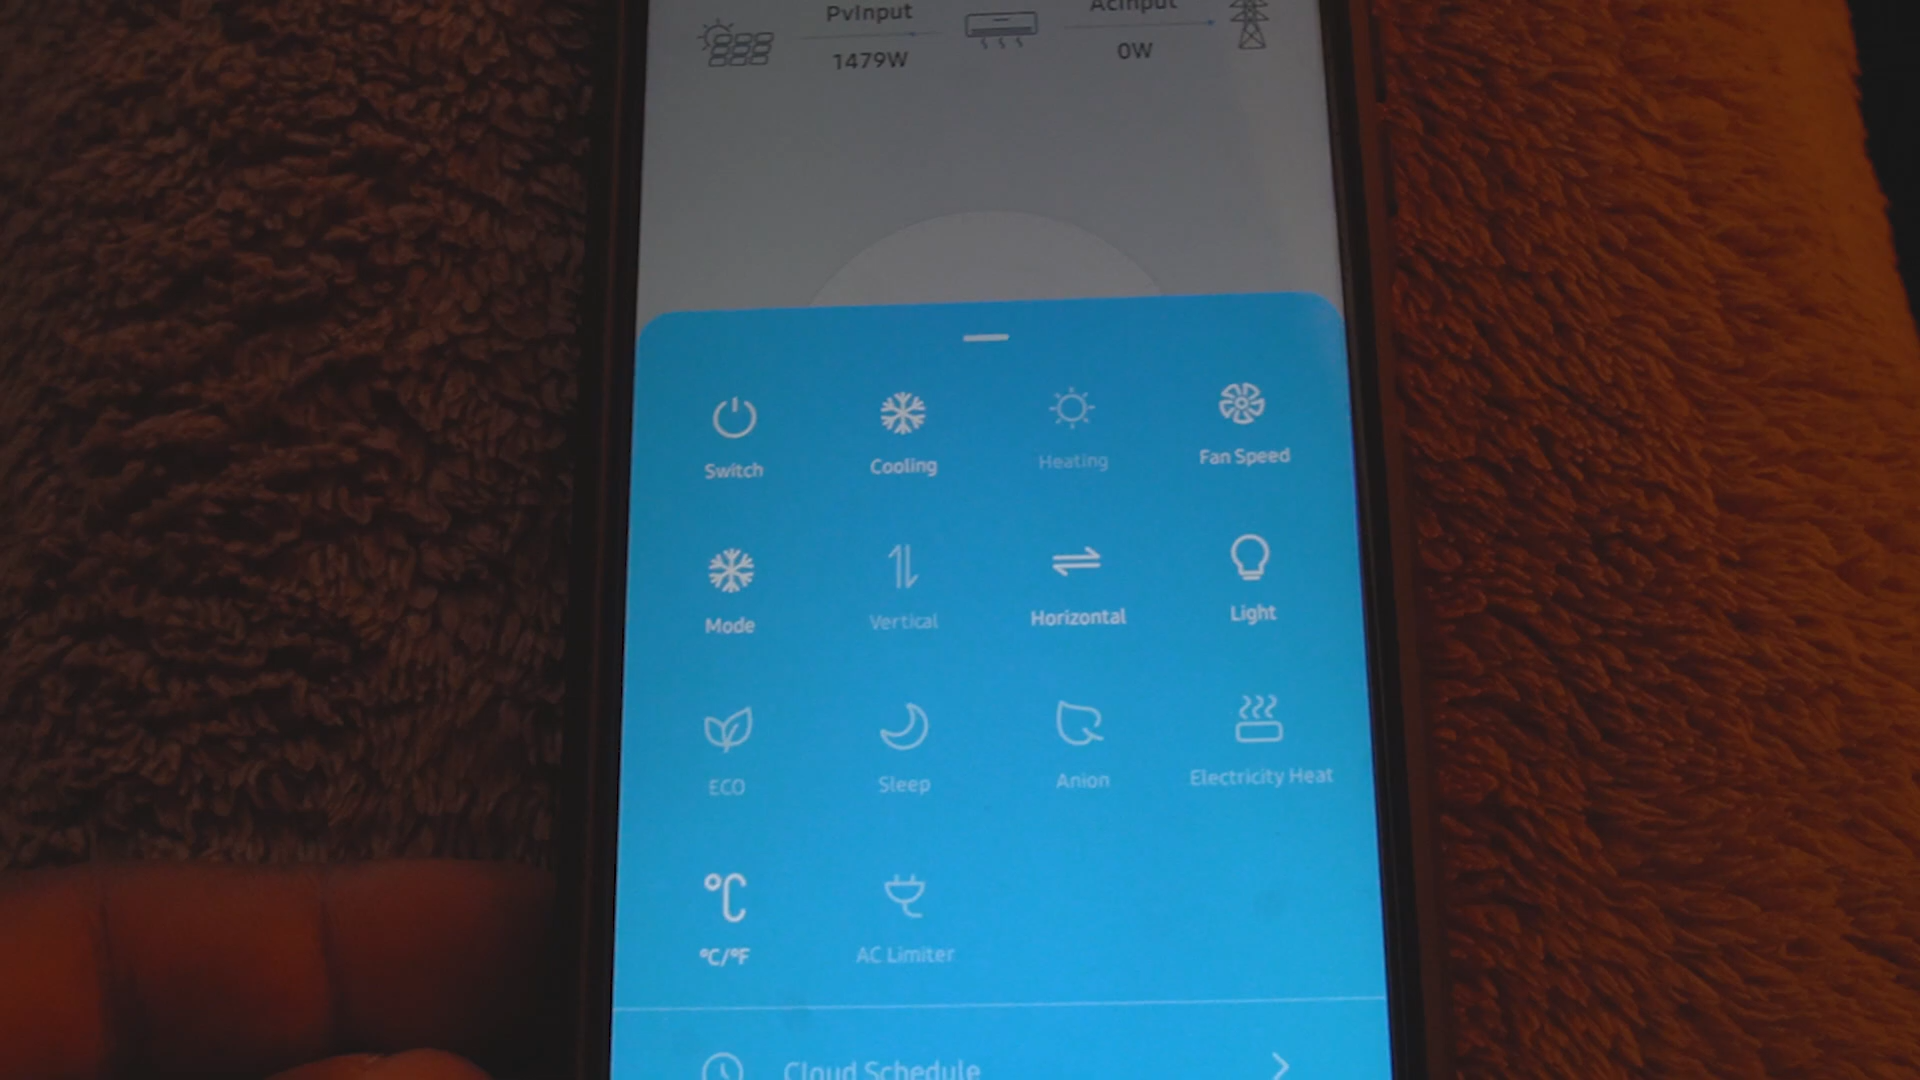 PvInput
AcInput
1479W
0W
Switch
Cooling
Heating
Fan Speed
Mode
Vertical
Horizontal
Light
ECO
Sleep
Anion
Electricity Heat
°C
°C/°F
AC Limiter
Cloud Schedule